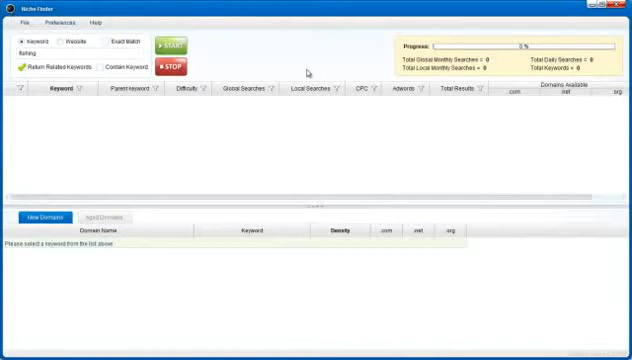 Niche Finder
File Preferences Help
Keyword Website Exact Match
fishing
Return Related Keywords Contain Keyword
START
STOP
Progress: 0 %
Total Global Monthly Searches = 0 Total Daily Searches = 0
Total Local Monthly Searches = 0 Total Keywords = 0
Keyword Parent Keyword Difficulty Global Searches Local Searches CPC Adwords Total Results Domains Available
.com .net .org
New Domains Aged Domains
Domain Name Keyword Density .com .net .org
Please select a keyword from the list above